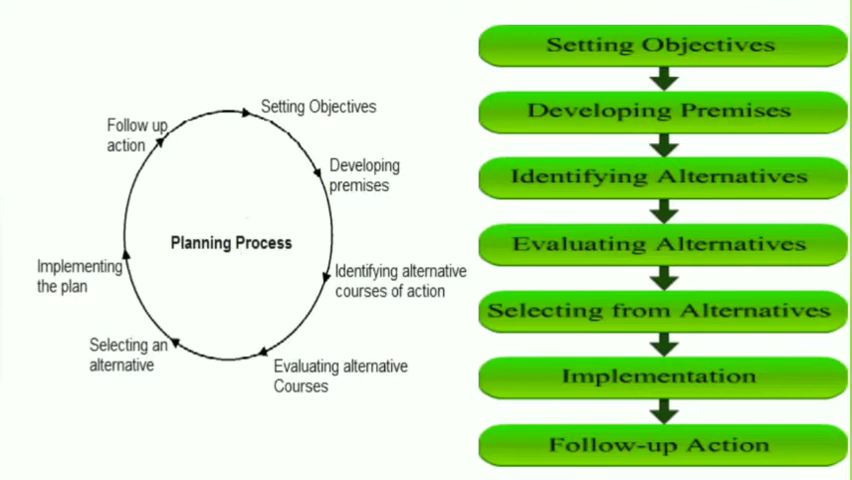 Setting Objectives
Developing
premises
Identifying alternative
courses of action
Evaluating alternative
Courses
Selecting an
alternative
Implementing
the plan
Follow up
action
Planning Process
Setting Objectives
Developing Premises
Identifying Alternatives
Evaluating Alternatives
Selecting from Alternatives
Implementation
Follow-up Action